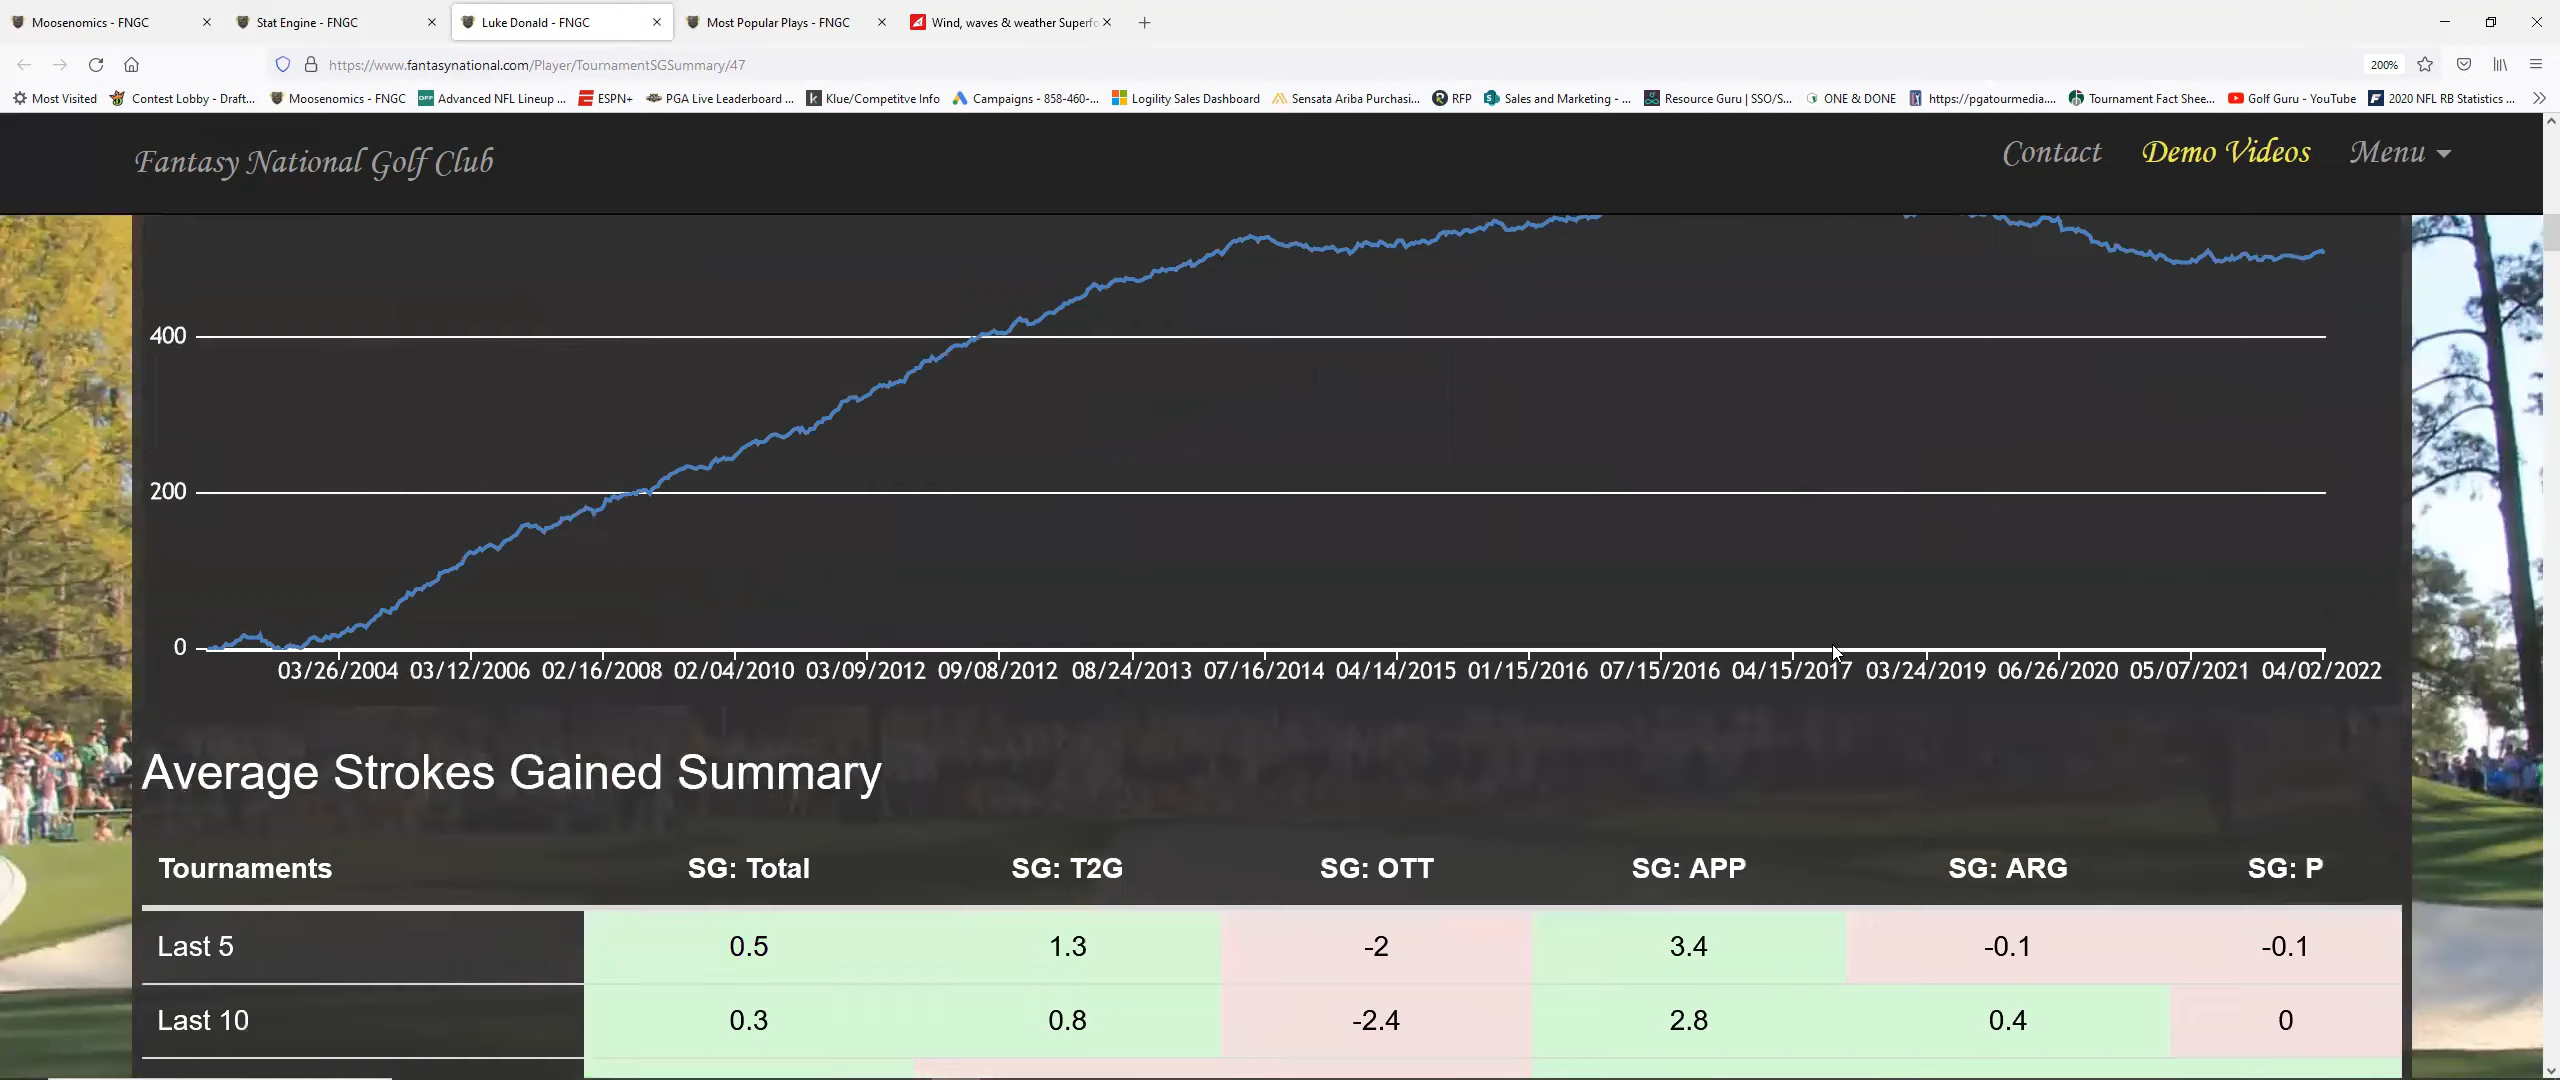 Moosenomics - FNGC
Stat Engine - FNGC
Luke Donald - FNGC
Most Popular Plays - FNGC
Wind, waves & weather Superfo
https://www.fantasynational.com/Player/TournamentSGSummary/47
200%
Most Visited
Contest Lobby - Draft...
Moosenomics - FNGC
Advanced NFL Lineup ...
ESPN+
PGA Live Leaderboard ...
Klue/Competitve Info
Campaigns - 858-460-...
Logility Sales Dashboard
Sensata Ariba Purchasi...
RFP
Sales and Marketing - ...
Resource Guru | SSO/S...
ONE & DONE
https://pgatourmedia....
Tournament Fact Shee...
Golf Guru - YouTube
2020 NFL RB Statistics ...
Fantasy National Golf Club
Contact
Demo Videos
Menu
400
200
0
03/26/2004 03/12/2006 02/16/2008 02/04/2010 03/09/2012 09/08/2012 08/24/2013 07/16/2014 04/14/2015 01/15/2016 07/15/2016 04/15/2017 03/24/2019 06/26/2020 05/07/2021 04/02/2022
Average Strokes Gained Summary
Tournaments SG: Total SG: T2G SG: OTT SG: APP SG: ARG SG: P
Last 5 0.5 1.3 -2 3.4 -0.1 -0.1
Last 10 0.3 0.8 -2.4 2.8 0.4 0